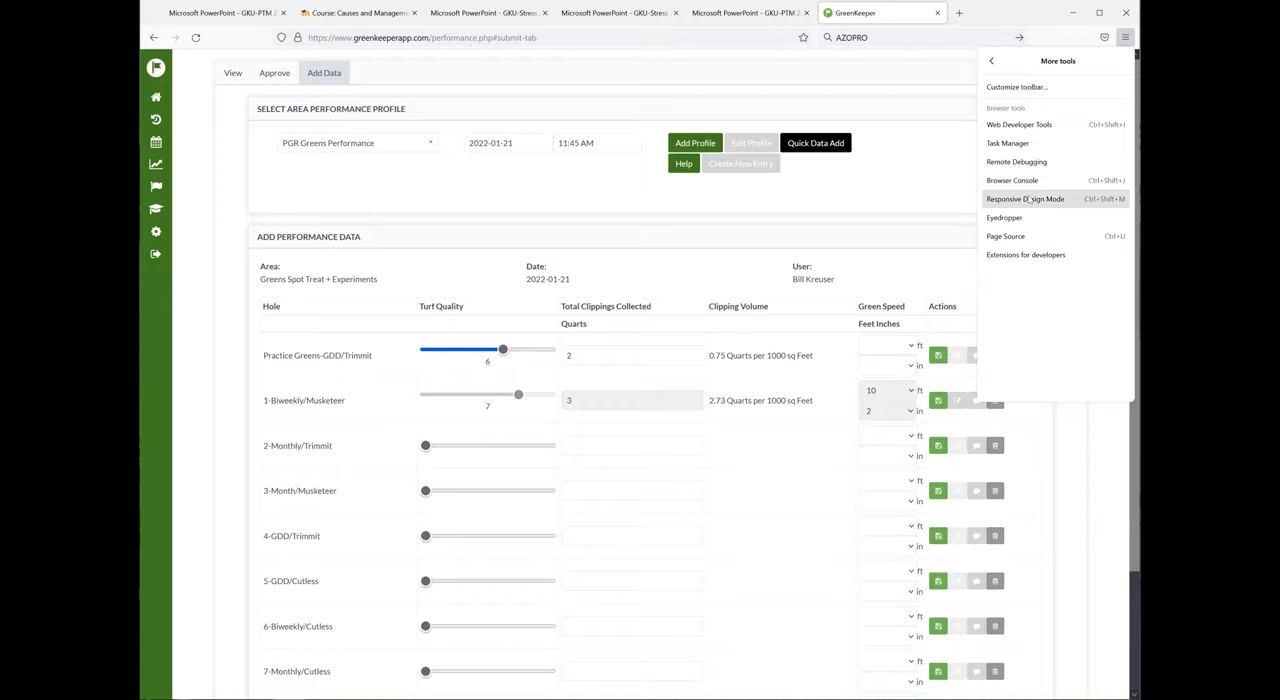 Microsoft PowerPoint - GKU-PTM 2.
Course: Causes and Manageme
Microsoft PowerPoint - GKU-Stress
Microsoft PowerPoint - GKU-Stress
Microsoft PowerPoint - GKU-PTM 2.
GreenKeeper
https://www.greenkeeperapp.com/performance.php#submit-tab
AZOPRO
View
Approve
Add Data
SELECT AREA PERFORMANCE PROFILE
PGR Greens Performance
2022-01-21
11:45 AM
Add Profile
Edit Profile
Quick Data Add
Help
Create New Entry
More tools
Customize toolbar...
Browser tools
Web Developer Tools Ctrl+Shift+I
Task Manager
Remote Debugging
Browser Console Ctrl+Shift+J
Responsive Design Mode Ctrl+Shift+M
Eyedropper
Page Source Ctrl+U
Extensions for developers
ADD PERFORMANCE DATA
Area: Date: User:
Greens Spot Treat + Experiments 2022-01-21 Bill Kreuser
Hole Turf Quality Total Clippings Collected Clipping Volume Green Speed Actions
Quarts Feet Inches
Practice Greens-GDD/Trimmit 6 2 0.75 Quarts per 1000 sq Feet ft in
1-Biweekly/Musketeer 7 3 2.73 Quarts per 1000 sq Feet 10 ft 2 in
2-Monthly/Trimmit ft in
3-Month/Musketeer ft in
4-GDD/Trimmit ft in
5-GDD/Cutless ft in
6-Biweekly/Cutless ft in
7-Monthly/Cutless ft in